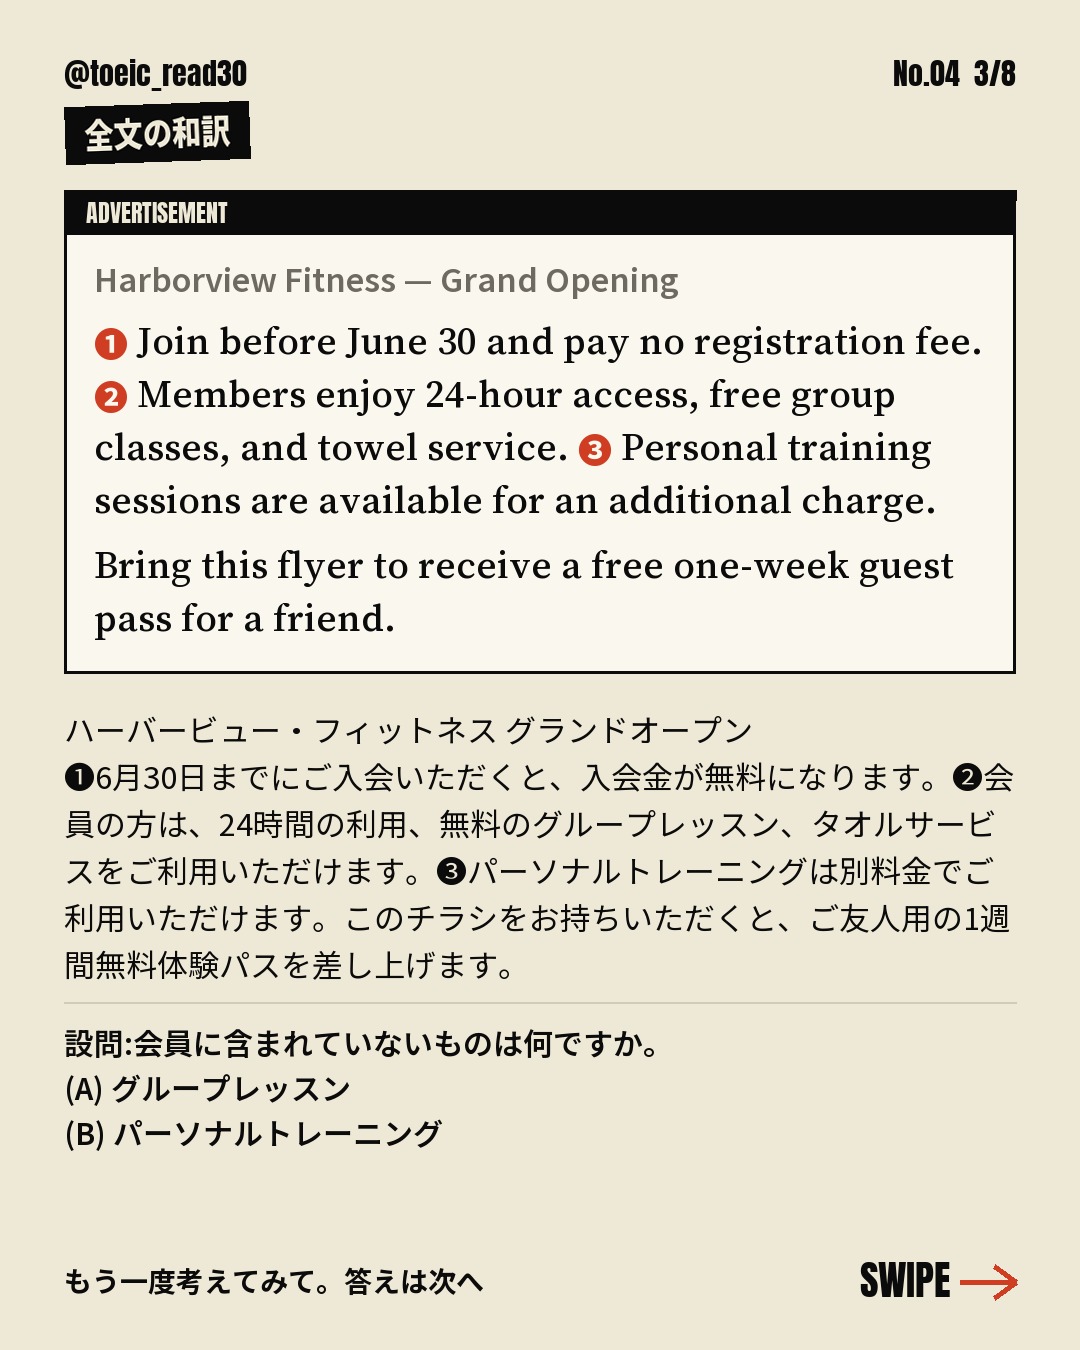 @toeic_read30
No.04 3/8
全文の和訳
ADVERTISEMENT
Harborview Fitness — Grand Opening
❶ Join before June 30 and pay no registration fee.
❷ Members enjoy 24-hour access, free group
classes, and towel service. ❸ Personal training
sessions are available for an additional charge.
Bring this flyer to receive a free one-week guest
pass for a friend.
ハーバービュー・フィットネス グランドオープン
❶6月30日までにご入会いただくと、入会金が無料になります。❷会
員の方は、24時間の利用、無料のグループレッスン、タオルサービ
スをご利用いただけます。❸パーソナルトレーニングは別料金でご
利用いただけます。このチラシをお持ちいただくと、ご友人用の1週
間無料体験パスを差し上げます。
設問:会員に含まれていないものは何ですか。
(A) グループレッスン
(B) パーソナルトレーニング
もう一度考えてみて。答えは次へ
SWIPE